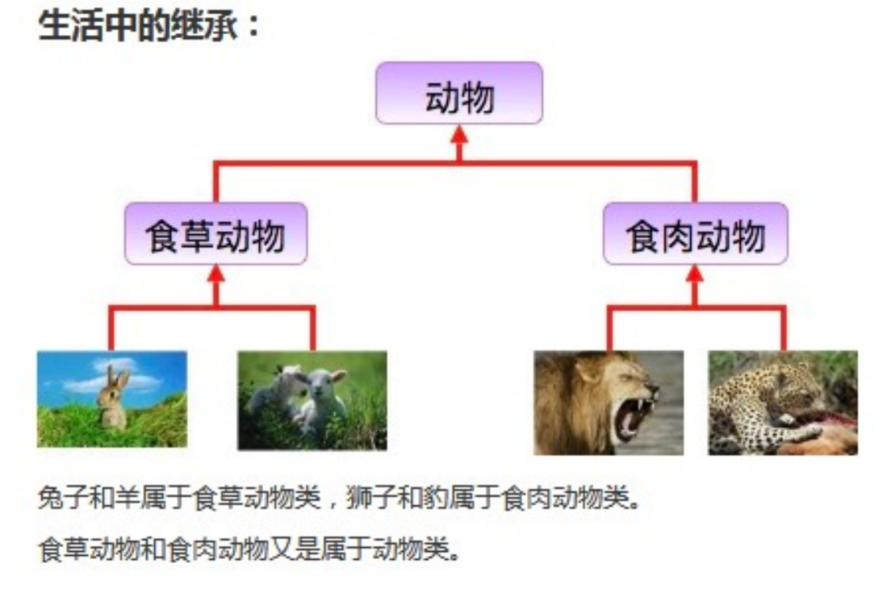 生活中的继承：
动物
食草动物
食肉动物
兔子和羊属于食草动物类，狮子和豹属于食肉动物类。
食草动物和食肉动物又是属于动物类。